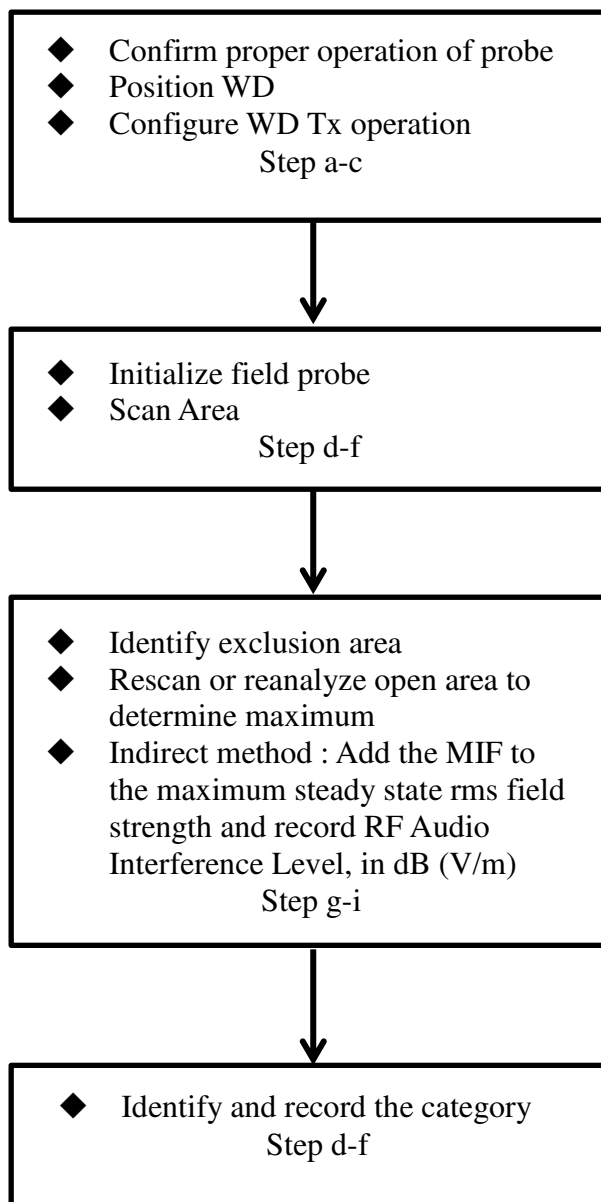 ◆ Confirm proper operation of probe
◆ Position WD
◆ Configure WD Tx operation
Step a-c
◆ Initialize field probe
◆ Scan Area
Step d-f
◆ Identify exclusion area
◆ Rescan or reanalyze open area to
determine maximum
◆ Indirect method : Add the MIF to
the maximum steady state rms field
strength and record RF Audio
Interference Level, in dB (V/m)
Step g-i
◆ Identify and record the category
Step d-f